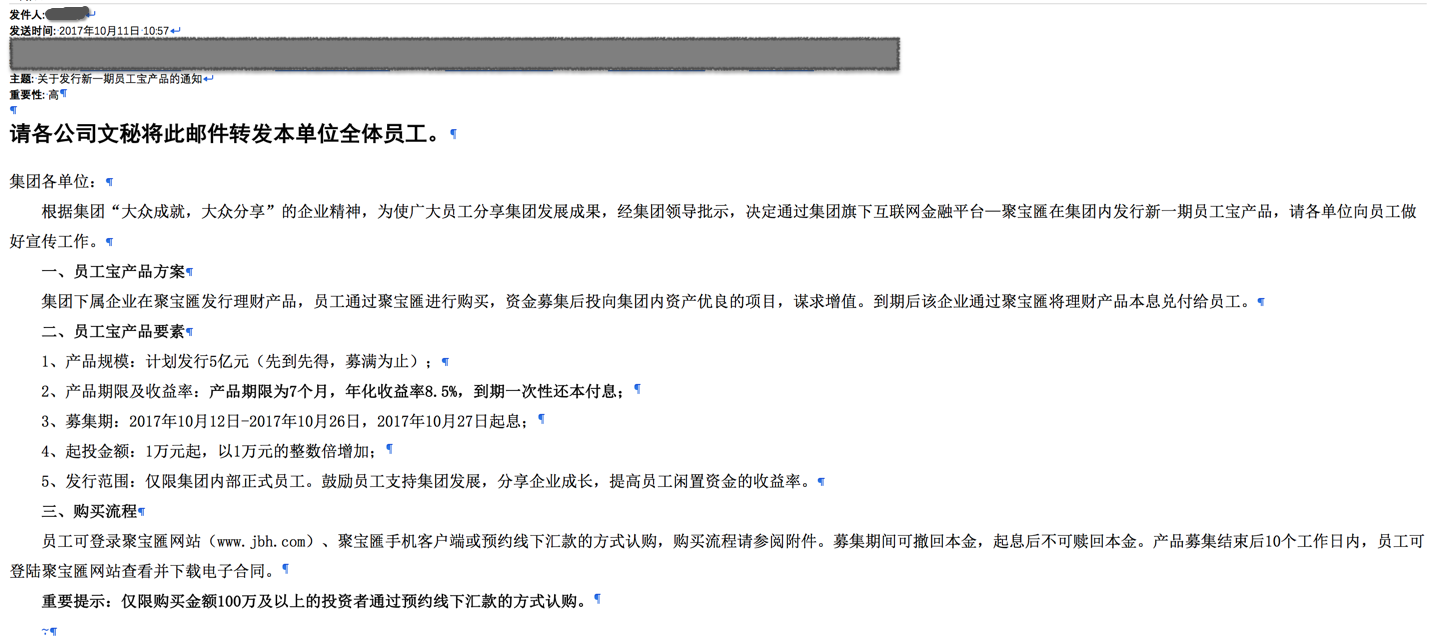 发件人:
发送时间: 2017年10月11日 10:57
主题: 关于发行新一期员工宝产品的通知
重要性: 高
请各公司文秘将此邮件转发本单位全体员工。
集团各单位：
根据集团“大众成就，大众分享”的企业精神，为使广大员工分享集团发展成果，经集团领导批示，决定通过集团旗下互联网金融平台—聚宝匯在集团内发行新一期员工宝产品，请各单位向员工做
好宣传工作。
一、员工宝产品方案
集团下属企业在聚宝匯发行理财产品，员工通过聚宝匯进行购买，资金募集后投向集团内资产优良的项目，谋求增值。到期后该企业通过聚宝匯将理财产品本息兑付给员工。
二、员工宝产品要素
1、产品规模：计划发行5亿元（先到先得，募满为止）；
2、产品期限及收益率：产品期限为7个月，年化收益率8.5%，到期一次性还本付息；
3、募集期：2017年10月12日-2017年10月26日，2017年10月27日起息；
4、起投金额：1万元起，以1万元的整数倍增加；
5、发行范围：仅限集团内部正式员工。鼓励员工支持集团发展，分享企业成长，提高员工闲置资金的收益率。
三、购买流程
员工可登录聚宝匯网站（www.jbh.com）、聚宝匯手机客户端或预约线下汇款的方式认购，购买流程请参阅附件。募集期间可撤回本金，起息后不可赎回本金。产品募集结束后10个工作日内，员工可
登陆聚宝匯网站查看并下载电子合同。
重要提示：仅限购买金额100万及以上的投资者通过预约线下汇款的方式认购。